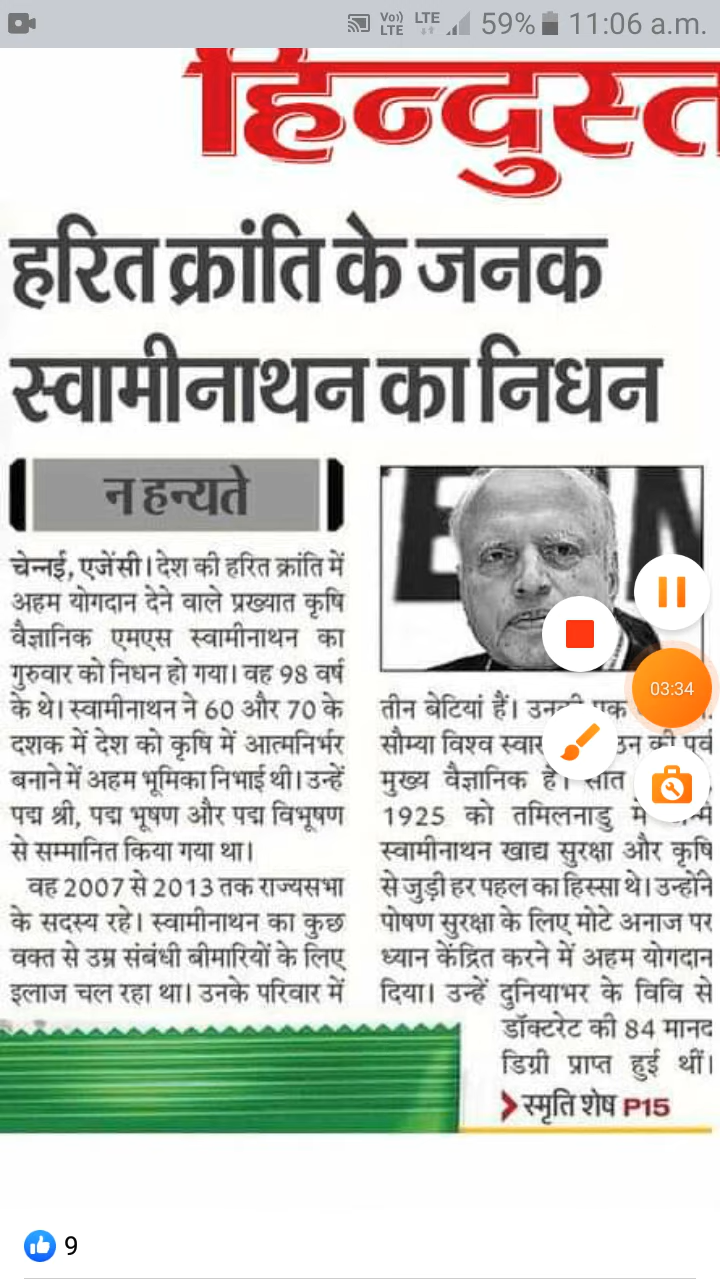 Vo)) LTE LTE 59% 11:06 a.m.
हिन्दुस्त
हरित क्रांति के जनक
स्वामीनाथन का निधन
न हन्यते
चेन्नई, एजेंसी। देश की हरित क्रांति में
अहम योगदान देने वाले प्रख्यात कृषि
वैज्ञानिक एमएस स्वामीनाथन का
गुरुवार को निधन हो गया। वह 98 वर्ष
के थे। स्वामीनाथन ने 60 और 70 के
दशक में देश को कृषि में आत्मनिर्भर
बनाने में अहम भूमिका निभाई थी। उन्हें
पद्म श्री, पद्म भूषण और पद्म विभूषण
से सम्मानित किया गया था।
वह 2007 से 2013 तक राज्यसभा
के सदस्य रहे। स्वामीनाथन का कुछ
वक्त से उम्र संबंधी बीमारियों के लिए
इलाज चल रहा था। उनके परिवार में
तीन बेटियां हैं।
सौम्या विश्व की पूर्व
मुख्य वैज्ञानिक हैं। सात
1925 को तमिलनाडु में
स्वामीनाथन खाद्य सुरक्षा और कृषि
से जुड़ी हर पहल का हिस्सा थे। उन्होंने
पोषण सुरक्षा के लिए मोटे अनाज पर
ध्यान केंद्रित करने में अहम योगदान
दिया। उन्हें दुनियाभर के विवि से
डॉक्टरेट की 84 मानद
डिग्री प्राप्त हुई थीं।
स्मृति शेष P15
03:34
9